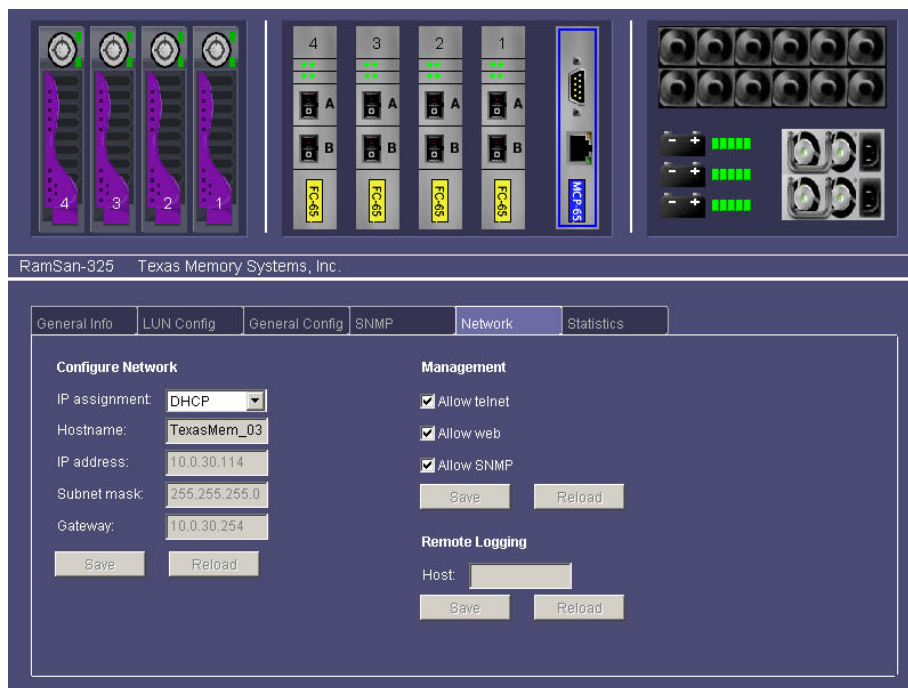 4 3 2 1
A A A A
B B B B
4 3 2 1
FC-65 FC-65 FC-65 FC-65 MCP-65
- +
- +
- +
RamSan-325 Texas Memory Systems, Inc.
General Info LUN Config General Config SNMP Network Statistics
Configure Network
IP assignment: DHCP
Hostname: TexasMem_03
IP address: 10.0.30.114
Subnet mask: 255.255.255.0
Gateway: 10.0.30.254
Save Reload
Management
Allow telnet
Allow web
Allow SNMP
Save Reload
Remote Logging
Host:
Save Reload